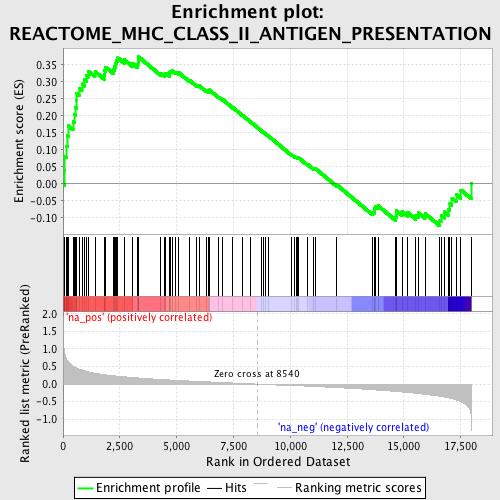 Enrichment plot:
REACTOME_MHC_CLASS_II_ANTIGEN_PRESENTATION
Enrichment score (ES)
0.35
0.30
0.25
0.20
0.15
0.10
0.05
0.00
-0.05
-0.10
'na_pos' (positively correlated)
Ranked list metric (PreRanked)
2.0
1.5
1.0
0.5
0.0
-0.5
-1.0
Zero cross at 8540
'na_neg' (negatively correlated)
0 2,500 5,000 7,500 10,000 12,500 15,000 17,500
Rank in Ordered Dataset
Enrichment profile Hits Ranking metric scores